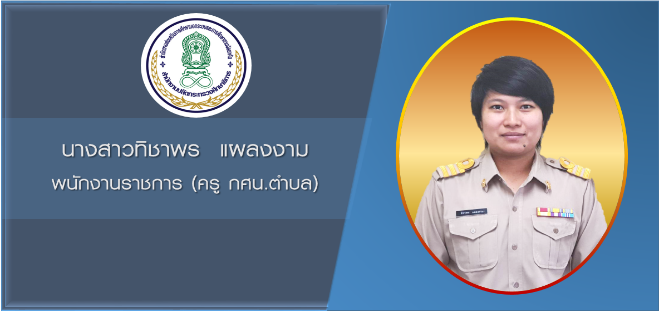 นางสาวทิชาพร แผลงงาม
พนักงานราชการ (ครู กศน.ตำบล)